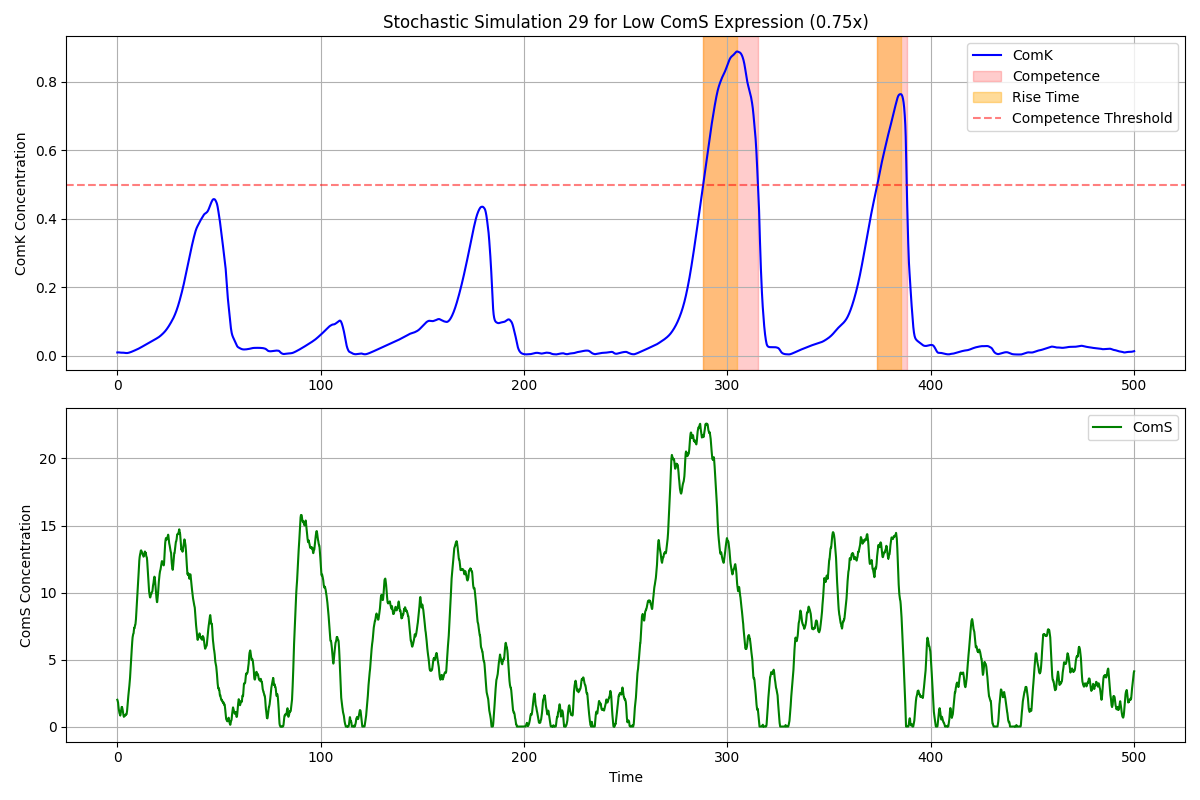 Stochastic Simulation 29 for Low ComS Expression (0.75x)
ComK Concentration
0.8
0.6
0.4
0.2
0.0
ComK
Competence
Rise Time
Competence Threshold
0 100 200 300 400 500
ComS Concentration
20
15
10
5
0
ComS
0 100 200 300 400 500
Time